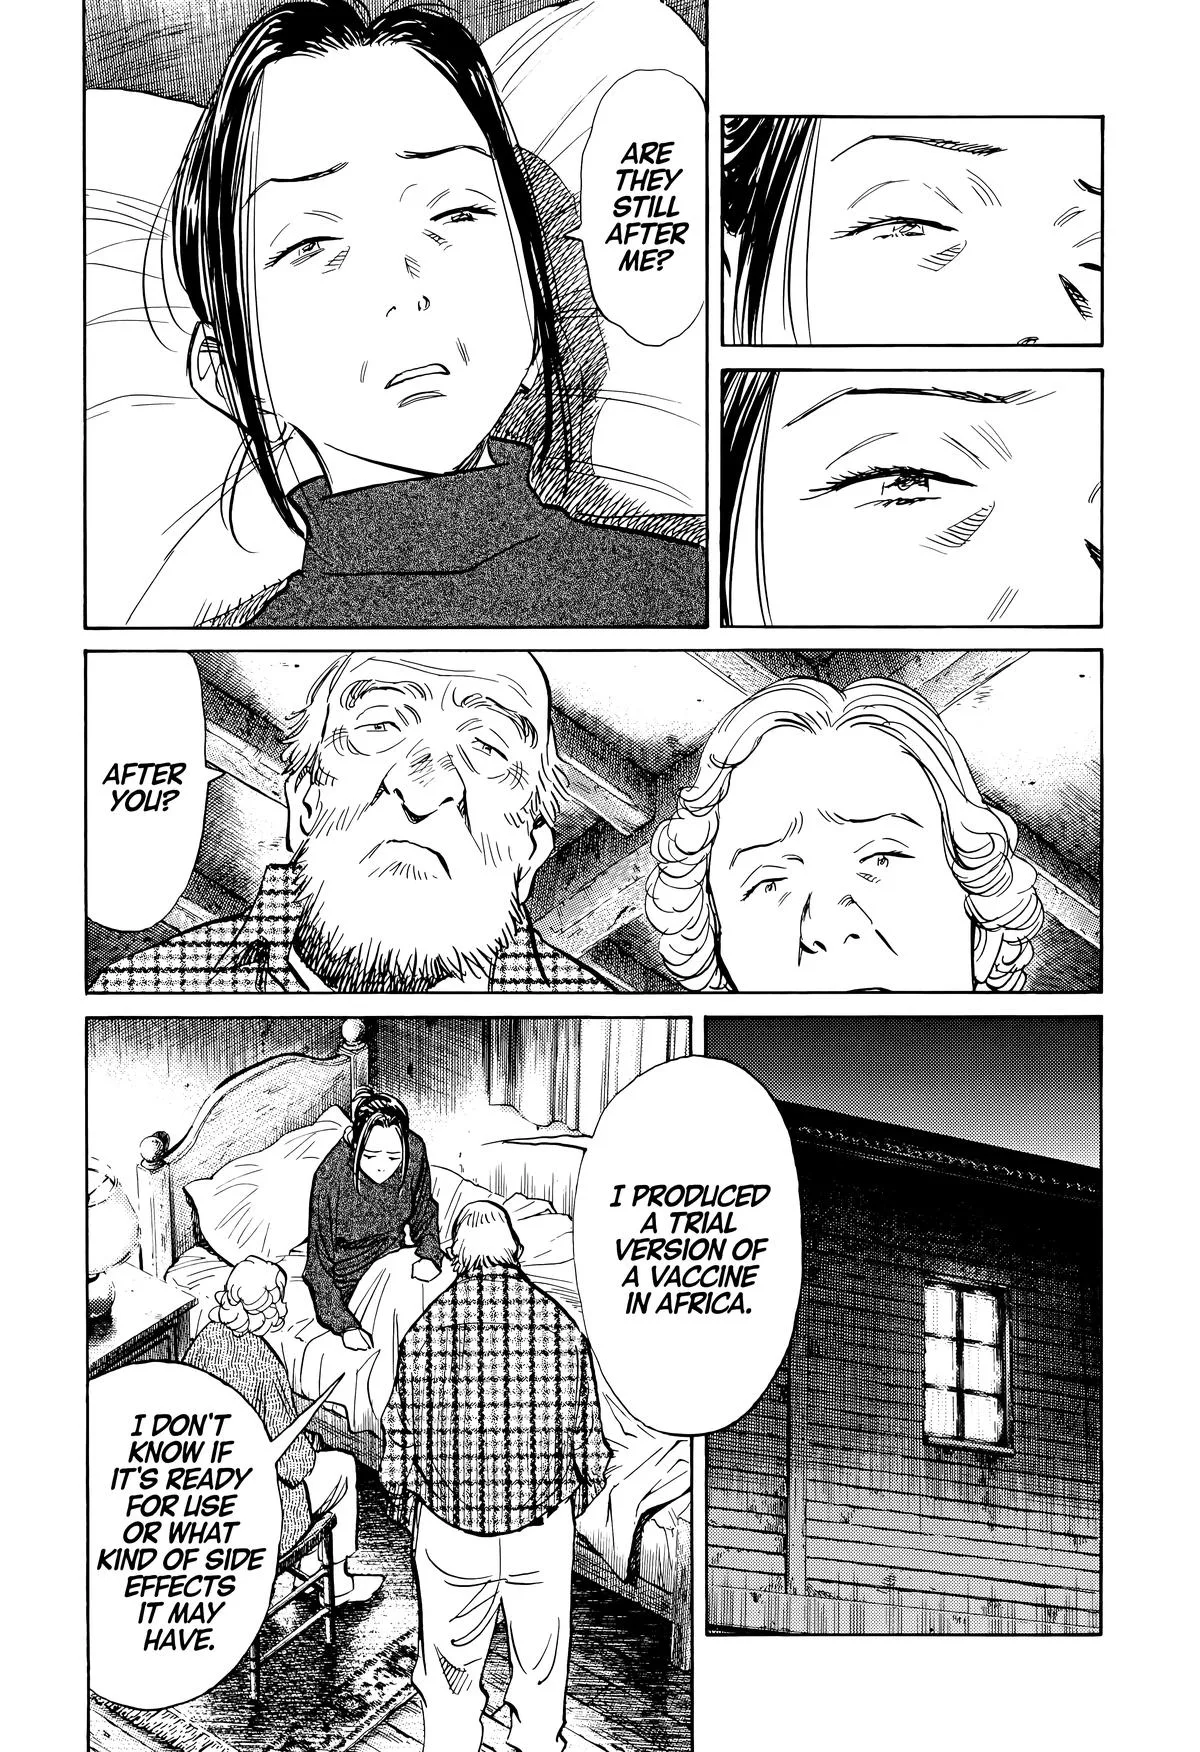 ARE
THEY
STILL
AFTER
ME?
AFTER
YOU?
I PRODUCED
A TRIAL
VERSION OF
A VACCINE
IN AFRICA.
I DON'T
KNOW IF
IT'S READY
FOR USE
OR WHAT
KIND OF SIDE
EFFECTS
IT MAY
HAVE.